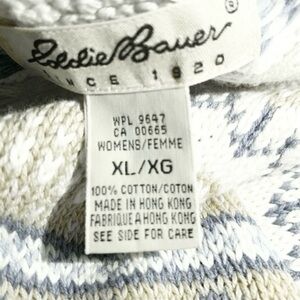 Eddie Bauer
®
SINCE 1920
WPL 9647
CA 00665
WOMENS/FEMME
XL/XG
100% COTTON/COTON
MADE IN HONG KONG
FABRIQUE A HONG KONG
SEE SIDE FOR CARE